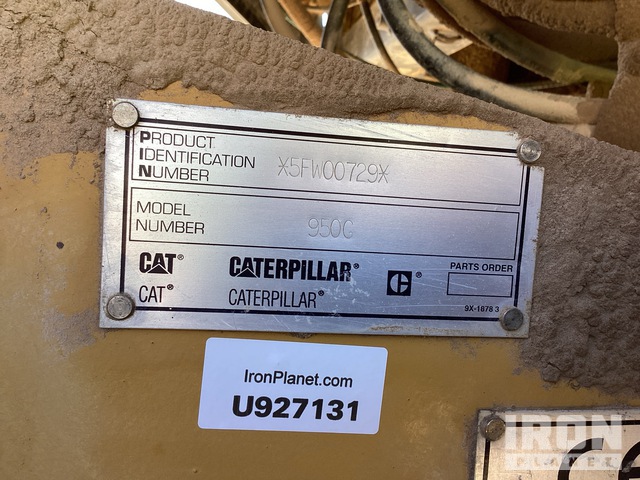 PRODUCT
IDENTIFICATION
NUMBER
X5FW00729X
MODEL
NUMBER
950G
CAT®
CATERPILLAR®
C®
PARTS ORDER
CAT®
CATERPILLAR®
9X-1878 3
IronPlanet.com
U927131
IRON
PLANET
CE